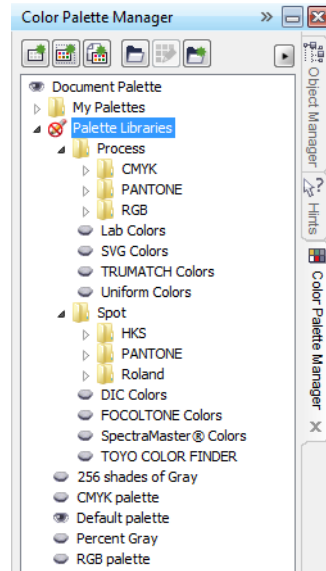 Color Palette Manager
Document Palette
My Palettes
Palette Libraries
Process
CMYK
PANTONE
RGB
Lab Colors
SVG Colors
TRUMATCH Colors
Uniform Colors
Spot
HKS
PANTONE
Roland
DIC Colors
FOCOLTONE Colors
SpectraMaster® Colors
TOYO COLOR FINDER
256 shades of Gray
CMYK palette
Default palette
Percent Gray
RGB palette
Object Manager
Hints
Color Palette Manager